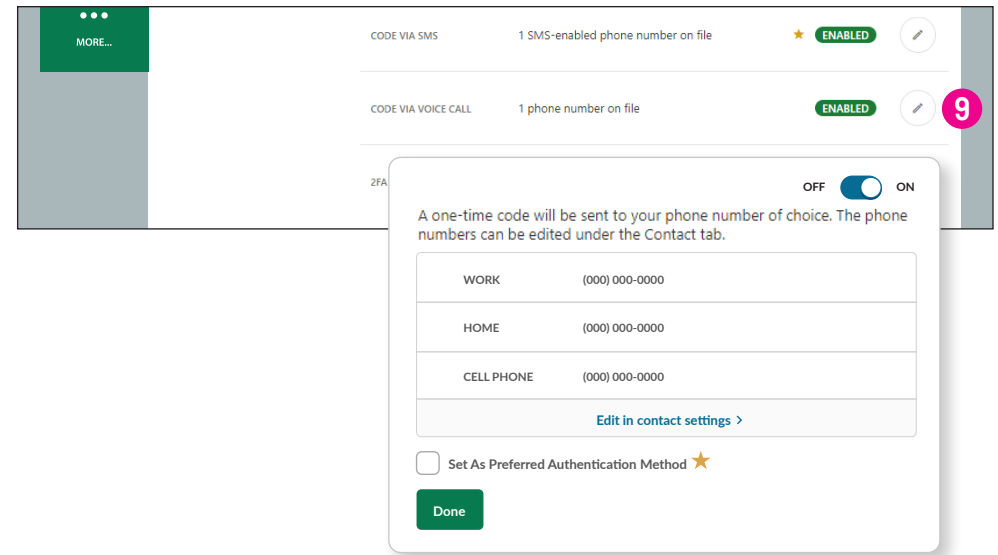 MORE...
CODE VIA SMS 1 SMS-enabled phone number on file ENABLED
CODE VIA VOICE CALL 1 phone number on file ENABLED 9
2FA
OFF ON
A one-time code will be sent to your phone number of choice. The phone
numbers can be edited under the Contact tab.
WORK (000) 000-0000
HOME (000) 000-0000
CELL PHONE (000) 000-0000
Edit in contact settings >
Set As Preferred Authentication Method
Done